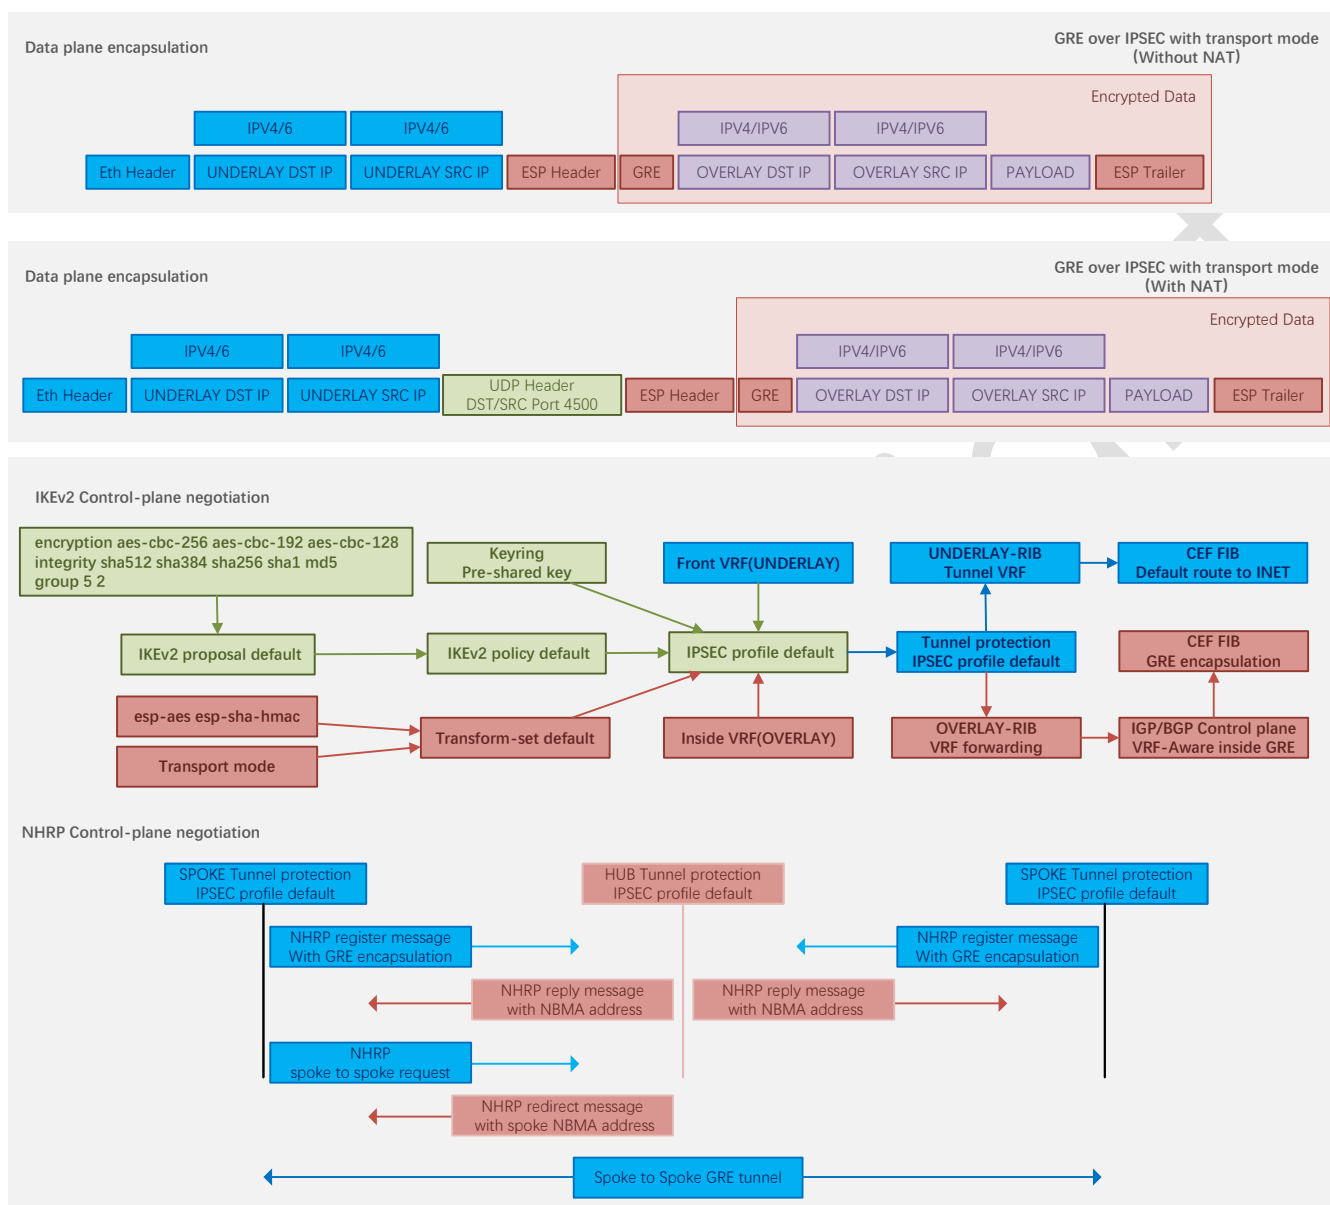 Data plane encapsulation
GRE over IPSEC with transport mode
(Without NAT)
Encrypted Data
IPV4/6
IPV4/6
IPV4/IPV6
IPV4/IPV6
Eth Header
UNDERLAY DST IP
UNDERLAY SRC IP
ESP Header
GRE
OVERLAY DST IP
OVERLAY SRC IP
PAYLOAD
ESP Trailer
Data plane encapsulation
GRE over IPSEC with transport mode
(With NAT)
Encrypted Data
IPV4/6
IPV4/6
IPV4/IPV6
IPV4/IPV6
Eth Header
UNDERLAY DST IP
UNDERLAY SRC IP
UDP Header
DST/SRC Port 4500
ESP Header
GRE
OVERLAY DST IP
OVERLAY SRC IP
PAYLOAD
ESP Trailer
IKEv2 Control-plane negotiation
encryption aes-cbc-256 aes-cbc-192 aes-cbc-128
integrity sha512 sha384 sha256 sha1 md5
group 5 2
Keyring
Pre-shared key
Front VRF(UNDERLAY)
UNDERLAY-RIB
Tunnel VRF
CEF FIB
Default route to INET
IKEv2 proposal default
IKEv2 policy default
IPSEC profile default
Tunnel protection
IPSEC profile default
CEF FIB
GRE encapsulation
esp-aes esp-sha-hmac
Transport mode
Transform-set default
Inside VRF(OVERLAY)
OVERLAY-RIB
VRF forwarding
IGP/BGP Control plane
VRF-Aware inside GRE
NHRP Control-plane negotiation
SPOKE Tunnel protection
IPSEC profile default
HUB Tunnel protection
IPSEC profile default
SPOKE Tunnel protection
IPSEC profile default
NHRP register message
With GRE encapsulation
NHRP register message
With GRE encapsulation
NHRP reply message
with NBMA address
NHRP reply message
with NBMA address
NHRP
spoke to spoke request
NHRP redirect message
with spoke NBMA address
Spoke to Spoke GRE tunnel